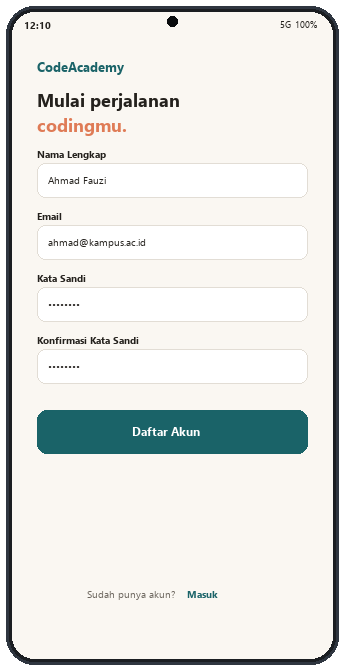 12:10
5G 100%
CodeAcademy
Mulai perjalanan
codingmu.
Nama Lengkap
Ahmad Fauzi
Email
ahmad@kampus.ac.id
Kata Sandi
••••••••
Konfirmasi Kata Sandi
••••••••
Daftar Akun
Sudah punya akun? Masuk